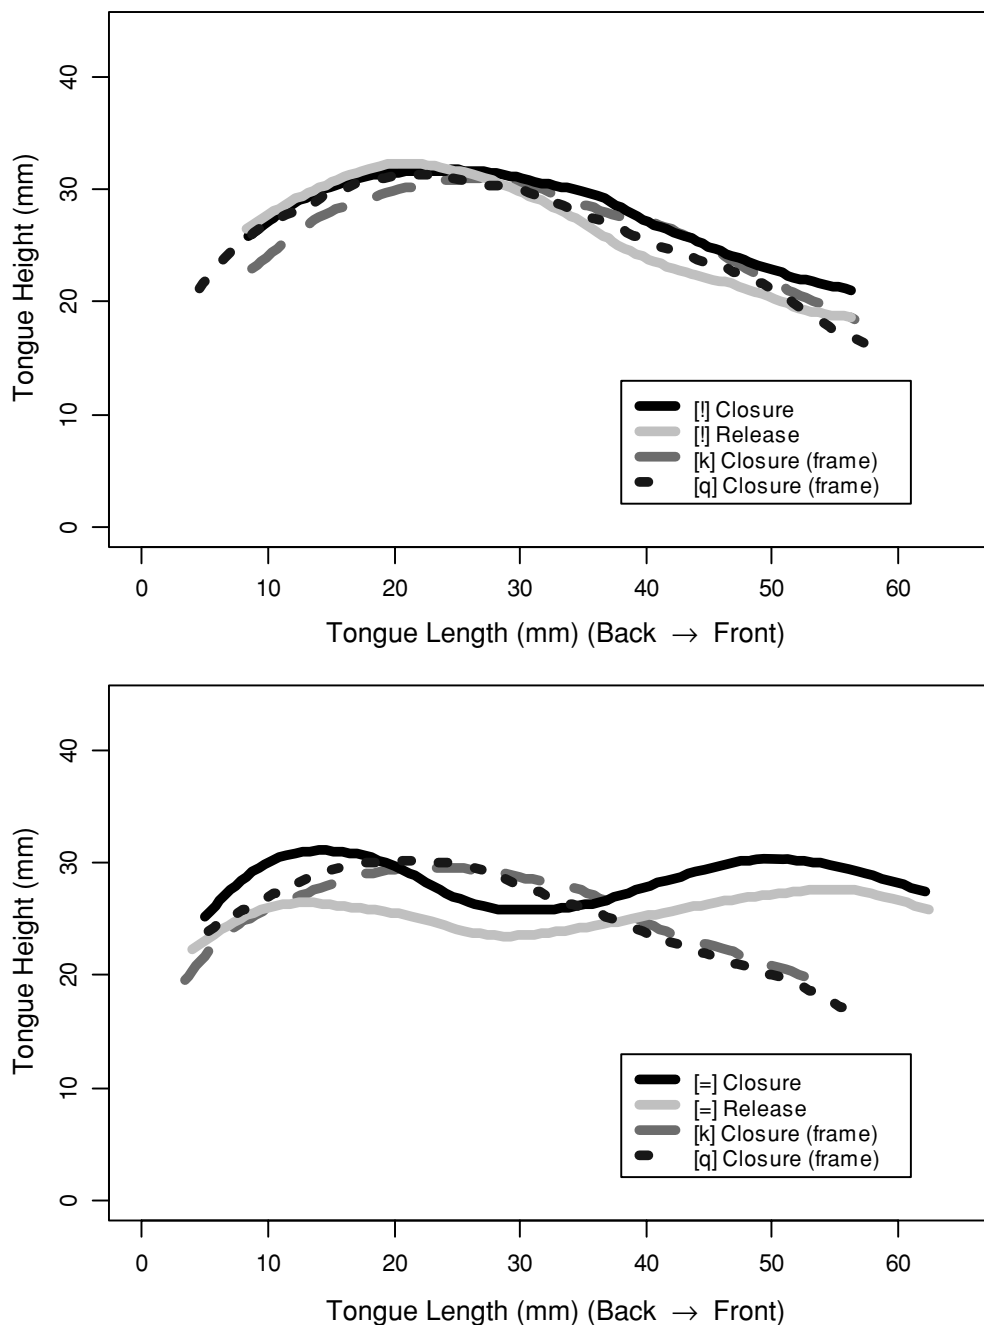 Tongue Height (mm)
40
30
20
10
0
[!] Closure
[!] Release
[k] Closure (frame)
[q] Closure (frame)
0 10 20 30 40 50 60
Tongue Length (mm) (Back → Front)
Tongue Height (mm)
40
30
20
10
0
[=] Closure
[=] Release
[k] Closure (frame)
[q] Closure (frame)
0 10 20 30 40 50 60
Tongue Length (mm) (Back → Front)